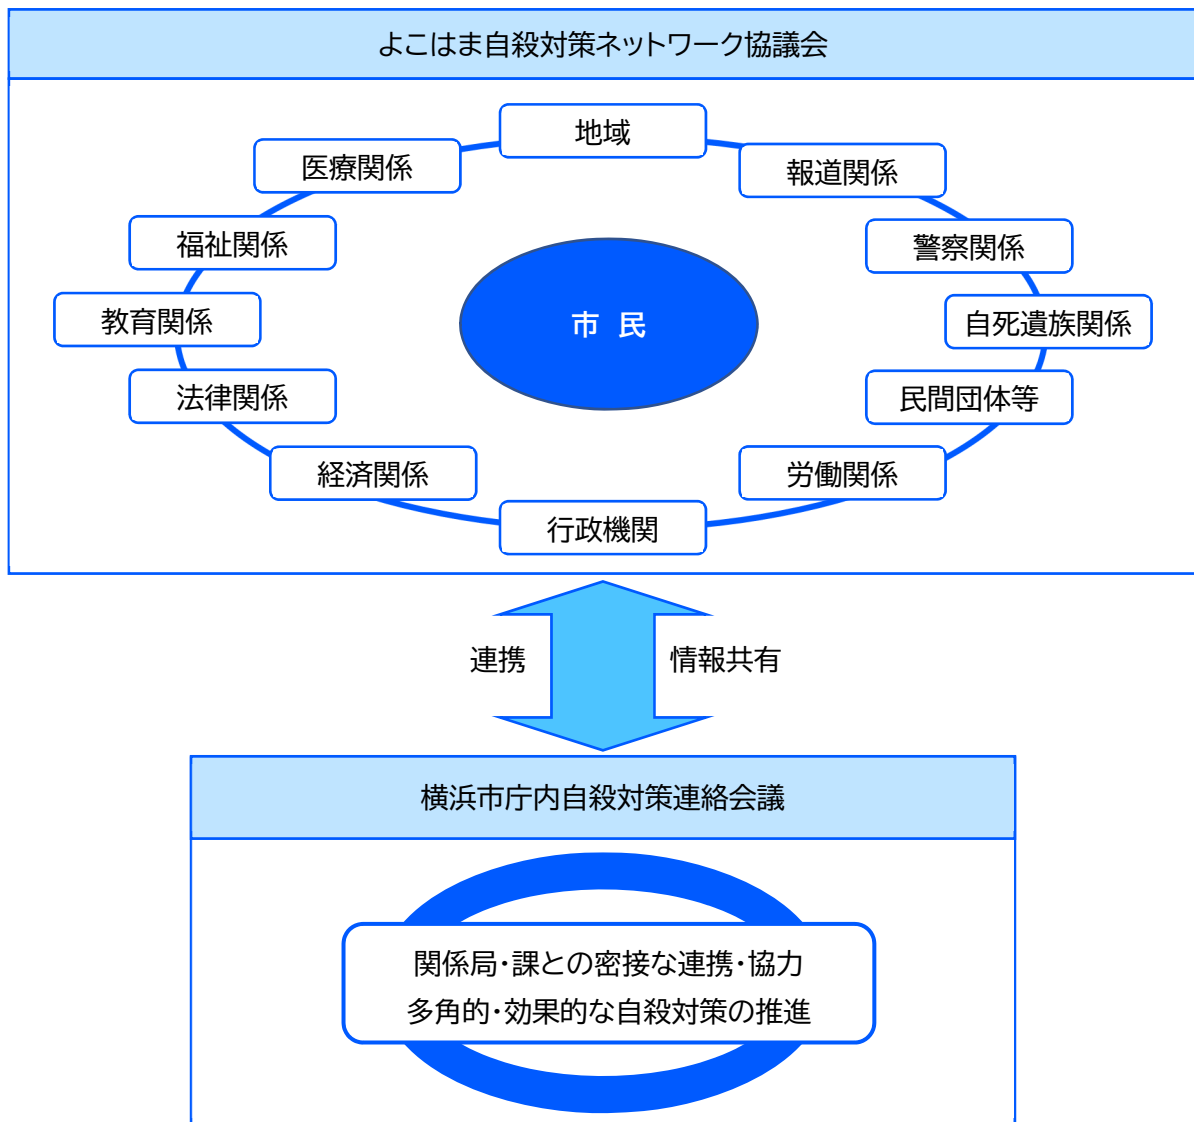 よこはま自殺対策ネットワーク協議会
地域
医療関係
報道関係
福祉関係
警察関係
市 民
教育関係
自死遺族関係
法律関係
民間団体等
経済関係
労働関係
行政機関
連携
情報共有
横浜市庁内自殺対策連絡会議
関係局・課との密接な連携・協力
多角的・効果的な自殺対策の推進